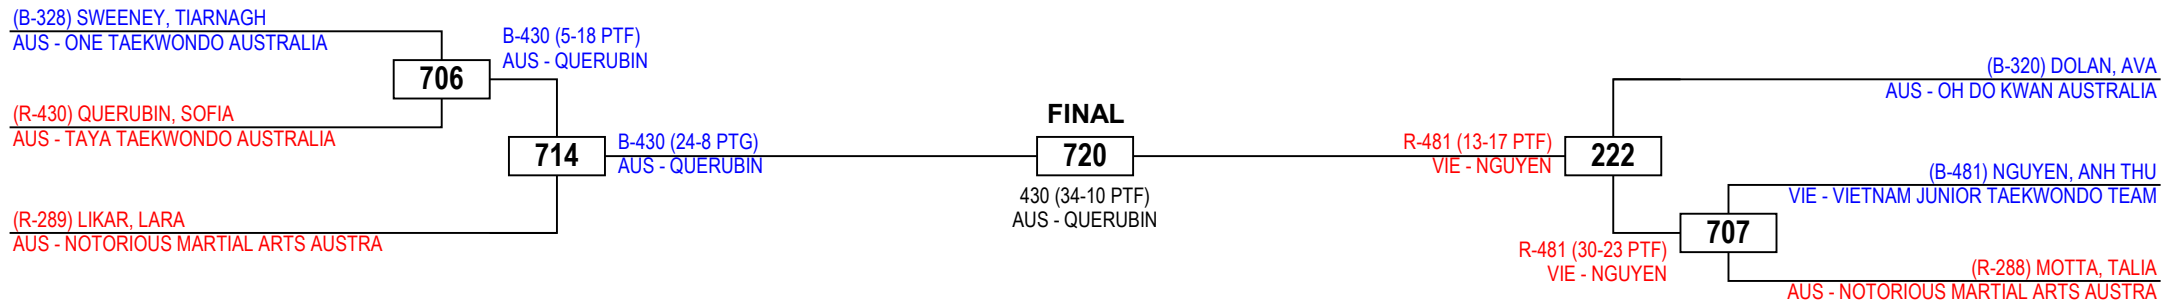 (B-328) SWEENEY, TIARNAGH
AUS - ONE TAEKWONDO AUSTRALIA
B-430 (5-18 PTF)
AUS - QUERUBIN
706
(R-430) QUERUBIN, SOFIA
AUS - TAYA TAEKWONDO AUSTRALIA
714
B-430 (24-8 PTG)
AUS - QUERUBIN
(R-289) LIKAR, LARA
AUS - NOTORIOUS MARTIAL ARTS AUSTRA
FINAL
720
430 (34-10 PTF)
AUS - QUERUBIN
(B-320) DOLAN, AVA
AUS - OH DO KWAN AUSTRALIA
R-481 (13-17 PTF)
VIE - NGUYEN
222
(B-481) NGUYEN, ANH THU
VIE - VIETNAM JUNIOR TAEKWONDO TEAM
707
R-481 (30-23 PTF)
VIE - NGUYEN
(R-288) MOTTA, TALIA
AUS - NOTORIOUS MARTIAL ARTS AUSTRA